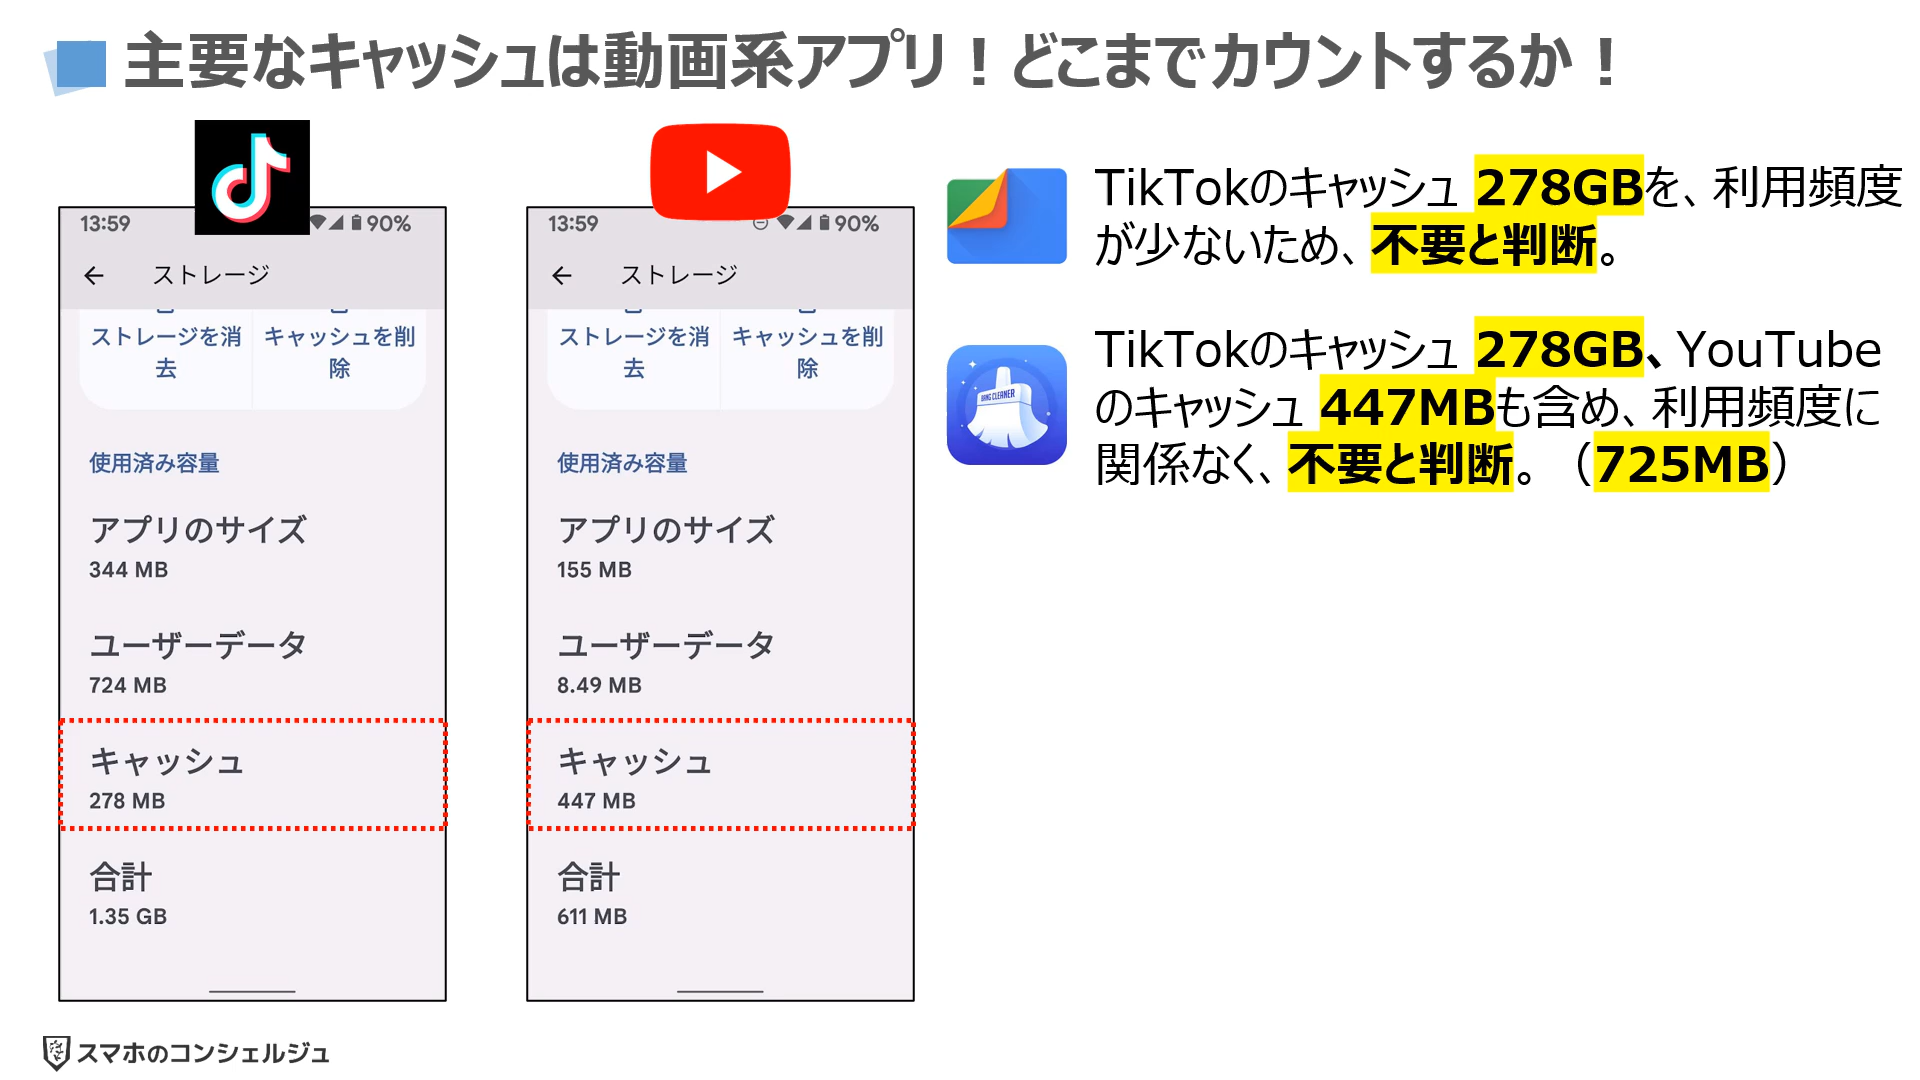 主要なキャッシュは動画系アプリ！どこまでカウントするか！
13:59
90%
← ストレージ
ストレージを消去
キャッシュを削除
使用済み容量
アプリのサイズ
344 MB
ユーザーデータ
724 MB
キャッシュ
278 MB
合計
1.35 GB
13:59
90%
← ストレージ
ストレージを消去
キャッシュを削除
使用済み容量
アプリのサイズ
155 MB
ユーザーデータ
8.49 MB
キャッシュ
447 MB
合計
611 MB
TikTokのキャッシュ 278GBを、利用頻度
が少ないため、不要と判断。
BANG CLEANER
TikTokのキャッシュ 278GB、YouTube
のキャッシュ 447MBも含め、利用頻度に
関係なく、不要と判断。（725MB）
スマホのコンシェルジュ